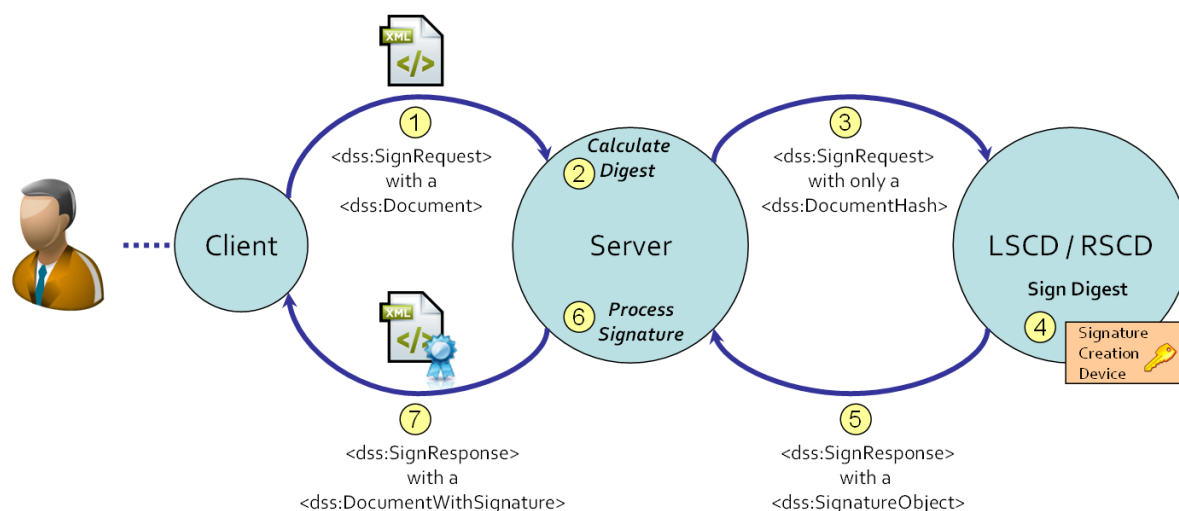 XML
</>
1
<dss:SignRequest>
with a
<dss:Document>
Calculate
2
Digest
3
<dss:SignRequest>
with only a
<dss:DocumentHash>
Client
Server
LSCD / RSCD
Sign Digest
4
Signature
Creation
Device
XML
</>
6
Process
Signature
7
<dss:SignResponse>
with a
<dss:DocumentWithSignature>
5
<dss:SignResponse>
with a
<dss:SignatureObject>